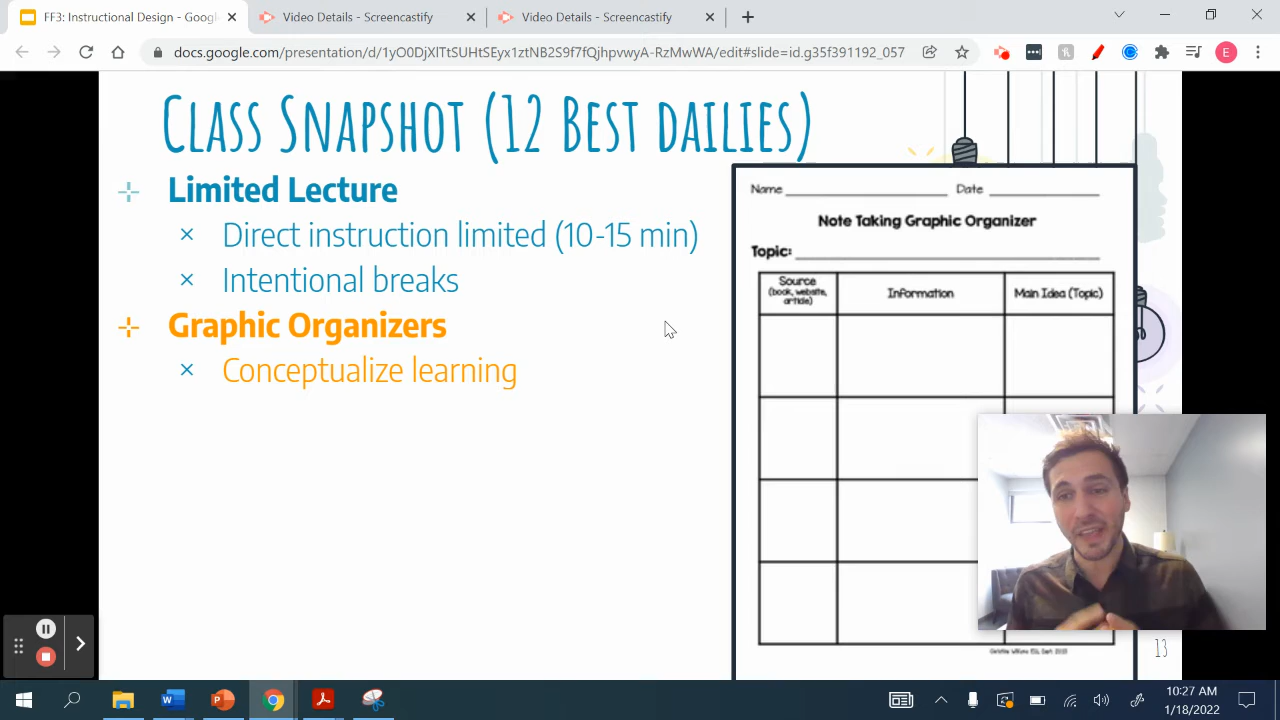 FF3: Instructional Design - Goog
Video Details - Screencastify
Video Details - Screencastify
docs.google.com/presentation/d/1yO0DjXITtSUHtSEyx1ztNB2S9f7fQjhpvwyA-RzMwWA/edit#slide=id.g35f391192_057
E
CLASS SNAPSHOT (12 BEST DAILIES)
Limited Lecture
Direct instruction limited (10-15 min)
Intentional breaks
Graphic Organizers
Conceptualize learning
Name Date
Note Taking Graphic Organizer
Topic:
Source
(book, website,
article)
Information
Main Idea (Topic)
13
10:27 AM
1/18/2022